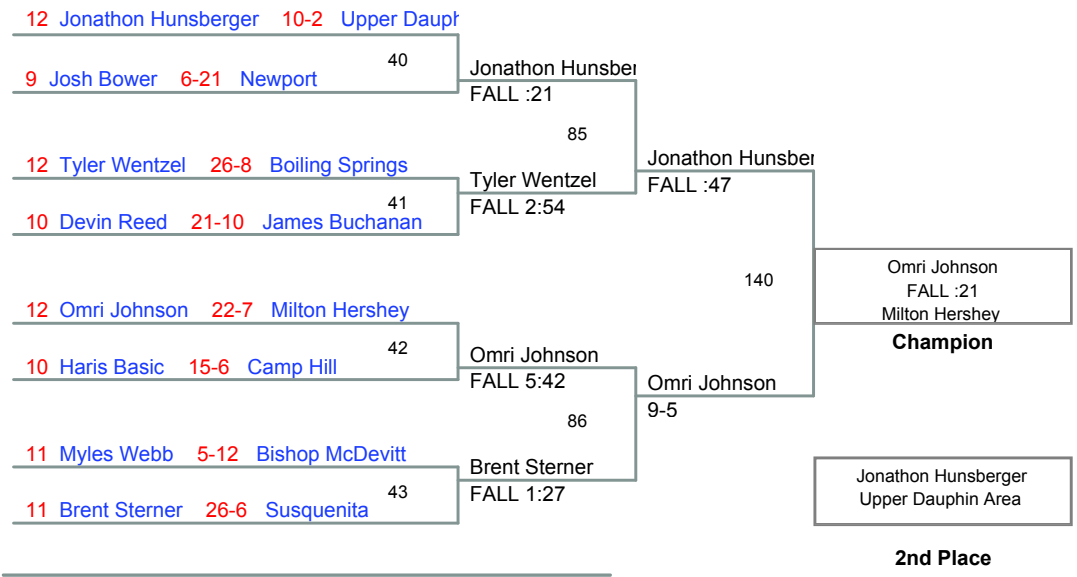 12 Jonathon Hunsberger 10-2 Upper Dauph
40
Jonathon Hunsber
9 Josh Bower 6-21 Newport
FALL :21
85
12 Tyler Wentzel 26-8 Boiling Springs
Jonathon Hunsber
Tyler Wentzel
FALL :47
41
FALL 2:54
10 Devin Reed 21-10 James Buchanan
140
Omri Johnson
FALL :21
Milton Hershey
Champion
12 Omri Johnson 22-7 Milton Hershey
42
Omri Johnson
10 Haris Basic 15-6 Camp Hill
FALL 5:42
Omri Johnson
9-5
86
11 Myles Webb 5-12 Bishop McDevitt
Brent Sterner
43
FALL 1:27
11 Brent Sterner 26-6 Susquenita
Jonathon Hunsberger
Upper Dauphin Area
2nd Place